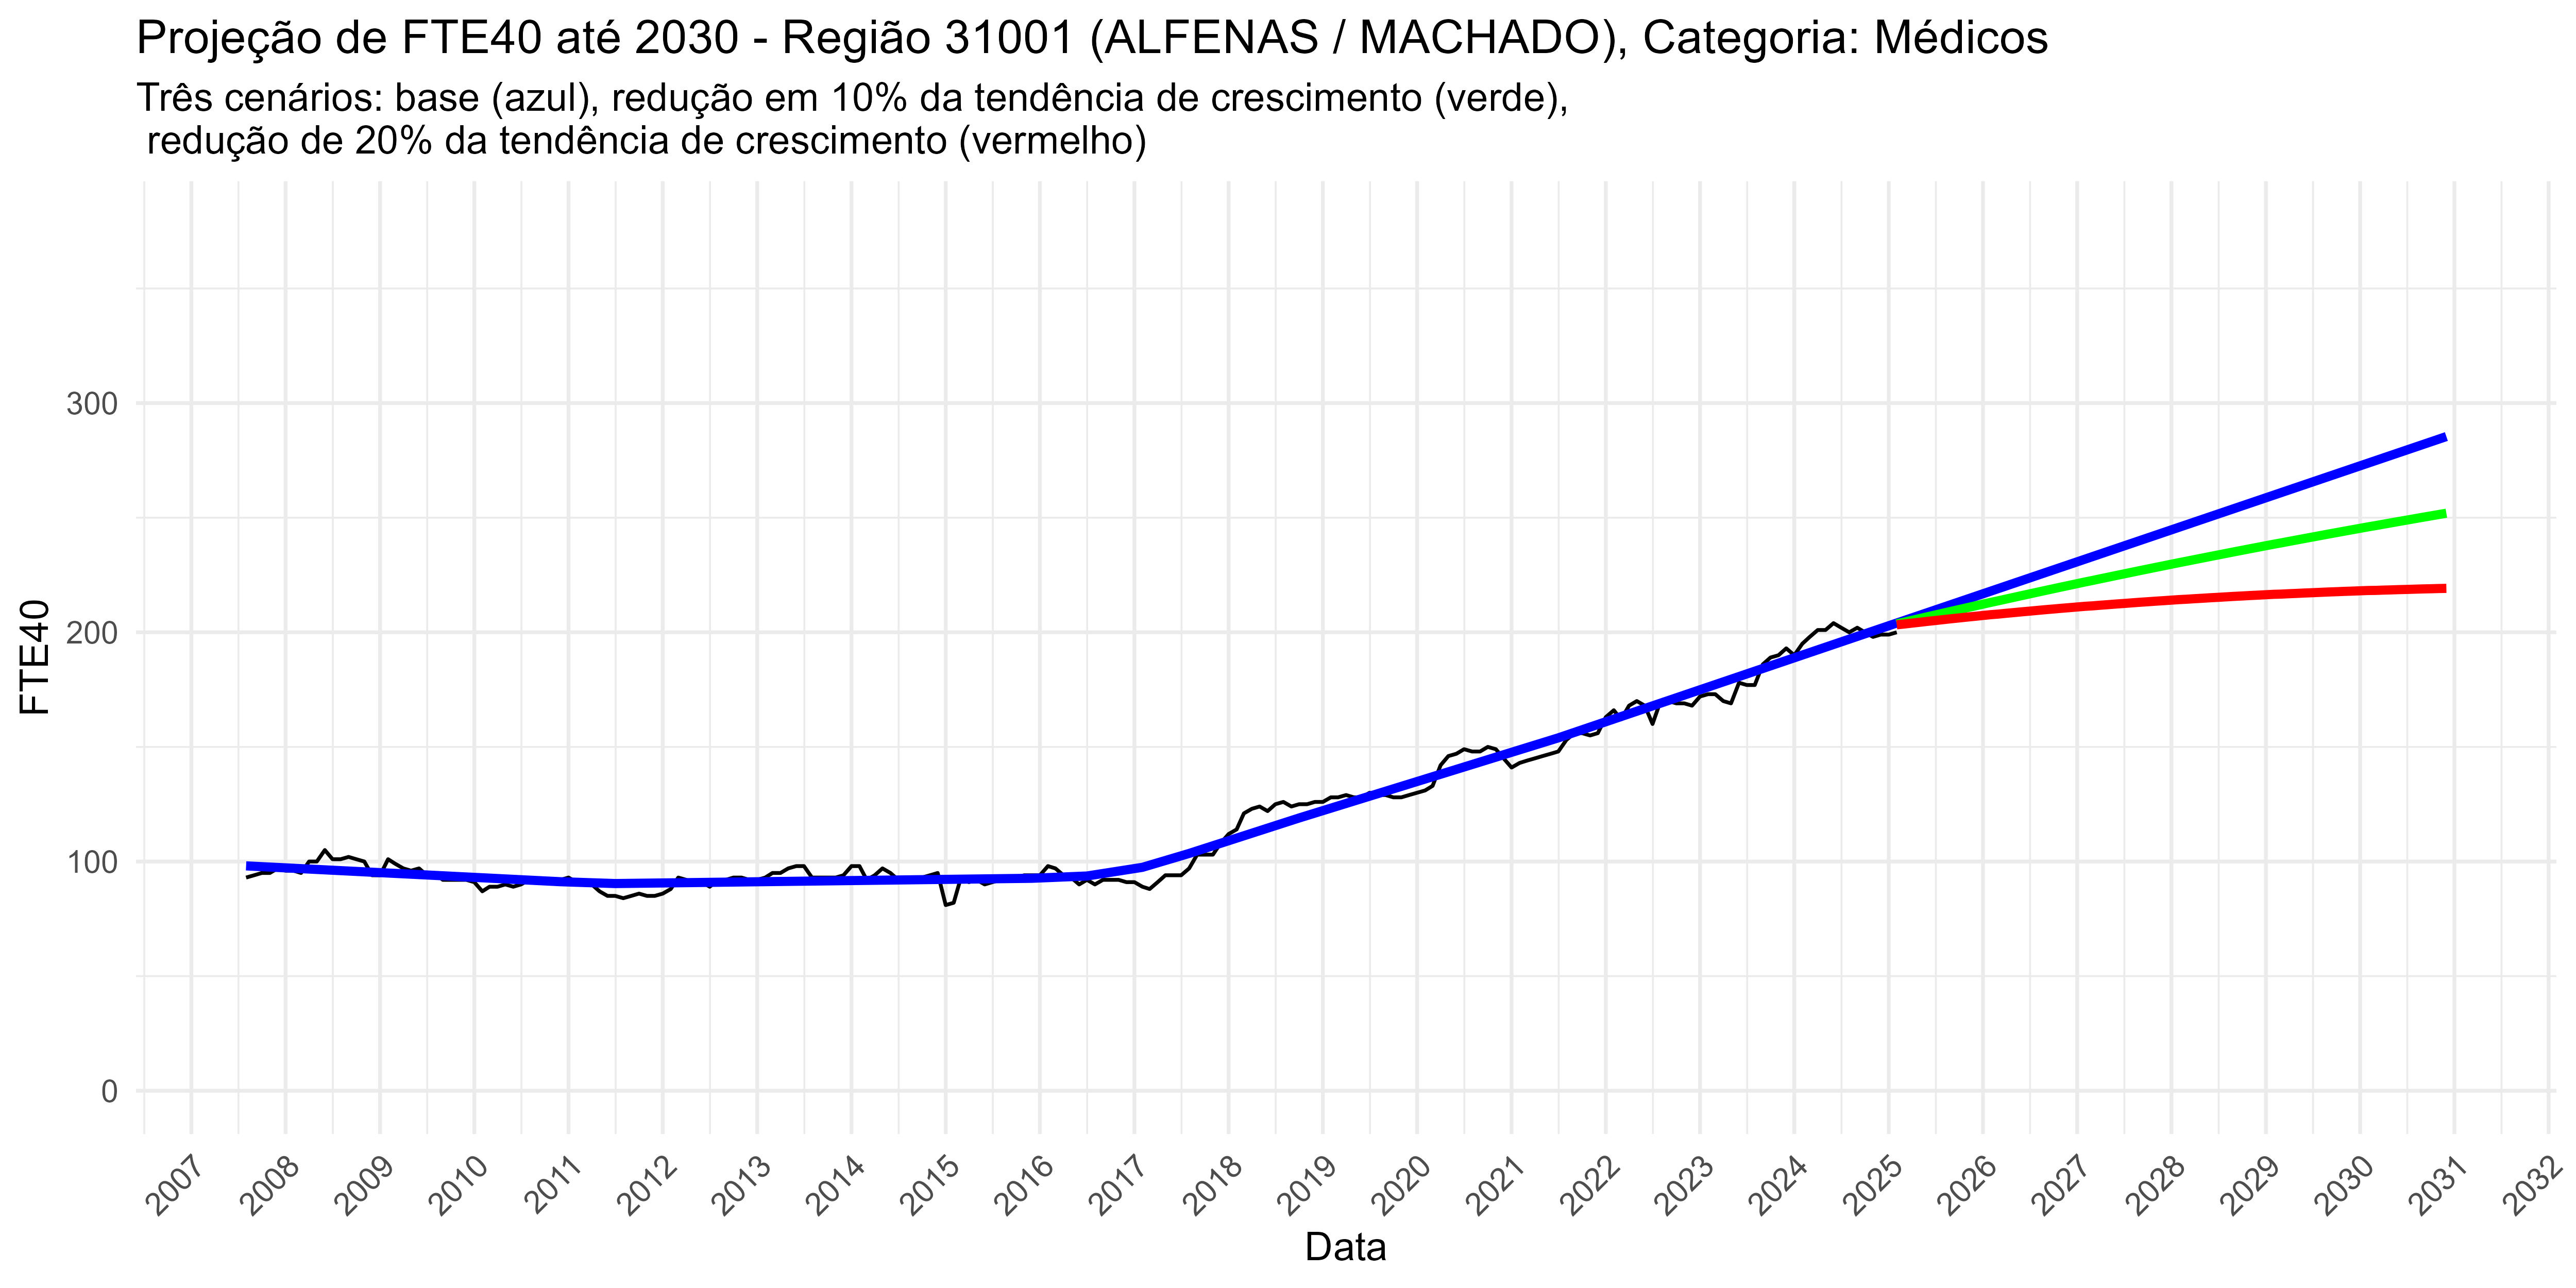 Projeção de FTE40 até 2030 - Região 31001 (ALFENAS / MACHADO), Categoria: Médicos
Três cenários: base (azul), redução em 10% da tendência de crescimento (verde),
redução de 20% da tendência de crescimento (vermelho)
FTE40
300
200
100
0
2007 2008 2009 2010 2011 2012 2013 2014 2015 2016 2017 2018 2019 2020 2021 2022 2023 2024 2025 2026 2027 2028 2029 2030 2031 2032
Data